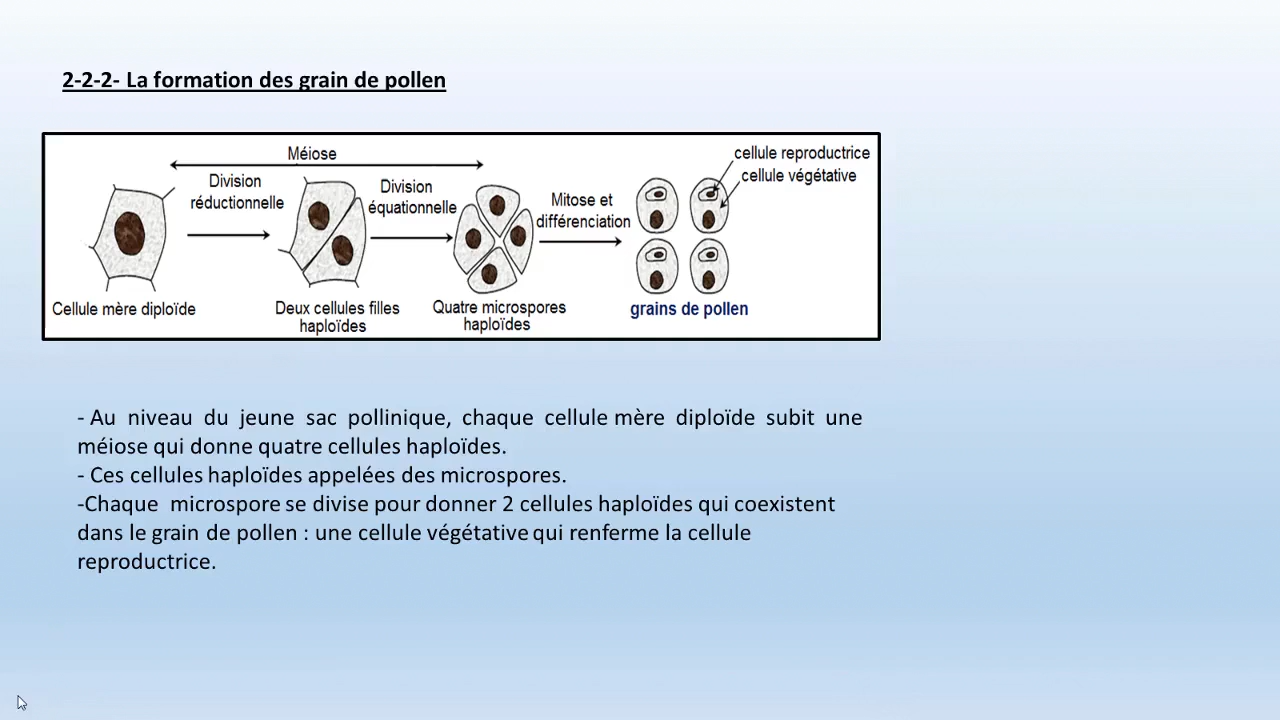 2-2-2- La formation des grain de pollen
Méiose
Division
réductionnelle
Division
équationnelle
Mitose et
différenciation
cellule reproductrice
cellule végétative
Cellule mère diploïde
Deux cellules filles
haploïdes
Quatre microspores
haploïdes
grains de pollen
- Au niveau du jeune sac pollinique, chaque cellule mère diploïde subit une
méiose qui donne quatre cellules haploïdes.
- Ces cellules haploïdes appelées des microspores.
-Chaque microspore se divise pour donner 2 cellules haploïdes qui coexistent
dans le grain de pollen : une cellule végétative qui renferme la cellule
reproductrice.